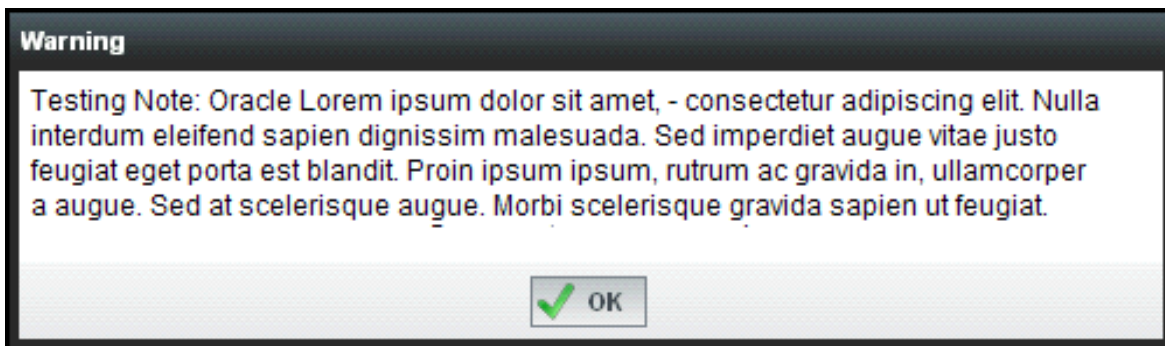 Warning
Testing Note: Oracle Lorem ipsum dolor sit amet, - consectetur adipiscing elit. Nulla
interdum eleifend sapien dignissim malesuada. Sed imperdiet augue vitae justo
feugiat eget porta est blandit. Proin ipsum ipsum, rutrum ac gravida in, ullamcorper
a augue. Sed at scelerisque augue. Morbi scelerisque gravida sapien ut feugiat.
OK